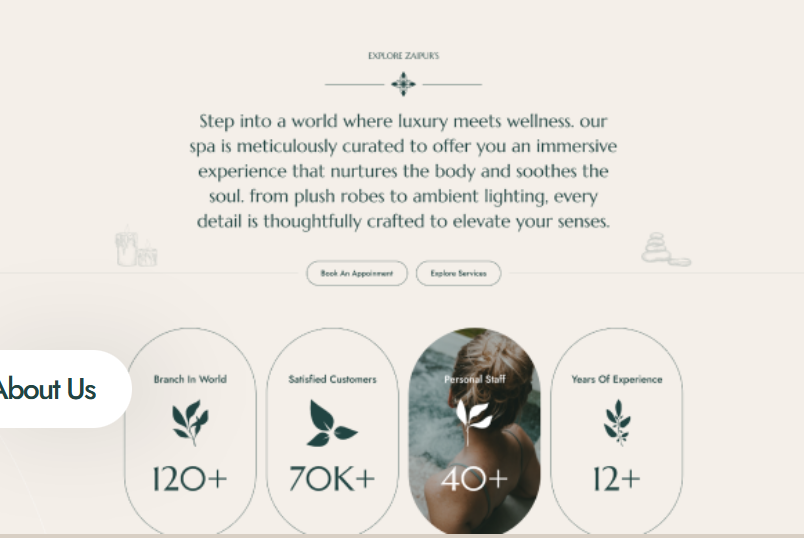 EXPLORE ZAIPUR'S
Step into a world where luxury meets wellness. our
spa is meticulously curated to offer you an immersive
experience that nurtures the body and soothes the
soul. from plush robes to ambient lighting, every
detail is thoughtfully crafted to elevate your senses.
Book An Appoinment
Explore Services
About Us
Branch In World
Satisfied Customers
Personal Staff
Years Of Experience
120+
70K+
40+
12+